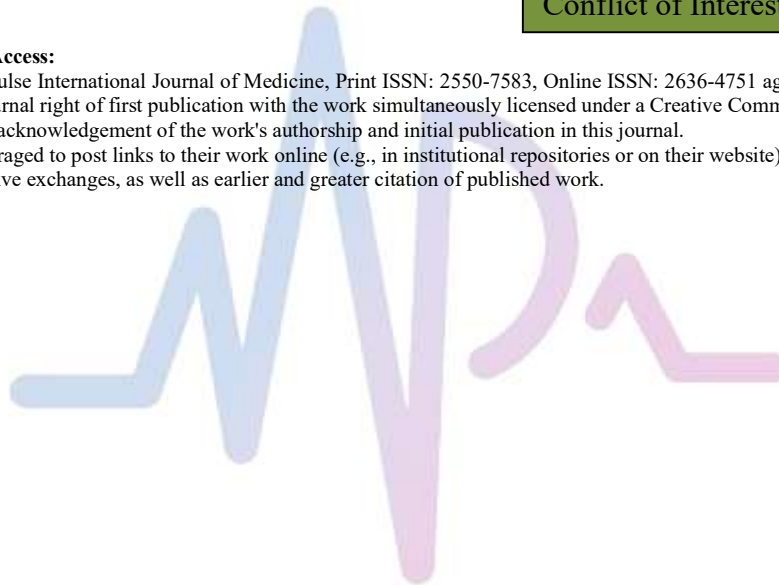 Conflict of Interest
Access:
ulse International Journal of Medicine, Print ISSN: 2550-7583, Online ISSN: 2636-4751 ag
rnal right of first publication with the work simultaneously licensed under a Creative Comm
acknowledgement of the work's authorship and initial publication in this journal.
raged to post links to their work online (e.g., in institutional repositories or on their website)
ve exchanges, as well as earlier and greater citation of published work.